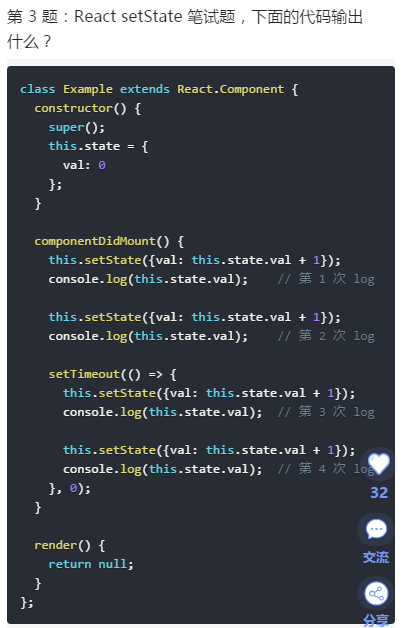 第 3 题：React setState 笔试题，下面的代码输出
什么？
class Example extends React.Component {
  constructor() {
    super();
    this.state = {
      val: 0
    };
  }

  componentDidMount() {
    this.setState({val: this.state.val + 1});
    console.log(this.state.val);    // 第 1 次 log

    this.setState({val: this.state.val + 1});
    console.log(this.state.val);    // 第 2 次 log

    setTimeout(() => {
      this.setState({val: this.state.val + 1});
      console.log(this.state.val);  // 第 3 次 log

      this.setState({val: this.state.val + 1});
      console.log(this.state.val);  // 第 4 次 log
    }, 0);
  }

  render() {
    return null;
  }
};
32
交流
分享